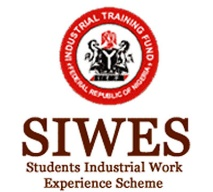 INDUSTRIAL TRAINING FUND
FEDERAL REPUBLIC OF NIGERIA
SIWES
Students Industrial Work
Experience Scheme